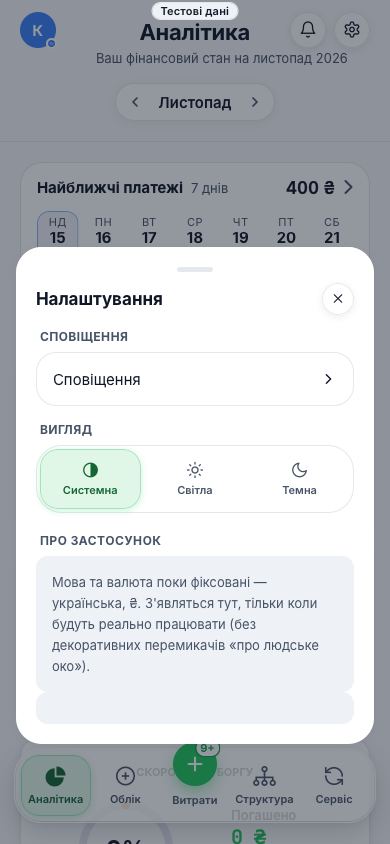 Тестові дані
К
Аналітика
Ваш фінансовий стан на листопад 2026
Листопад
Найближчі платежі 7 днів 400 ₴
НД ПН ВТ СР ЧТ ПТ СБ
15 16 17 18 19 20 21
Налаштування
СПОВІЩЕННЯ
Сповіщення
ВИГЛЯД
Системна Світла Темна
ПРО ЗАСТОСУНОК
Мова та валюта поки фіксовані —
українська, ₴. З'являться тут, тільки коли
будуть реально працювати (без
декоративних перемикачів «про людське
око»).
9+
Аналітика Облік Витрати Структура Сервіс
Погашено
0 ₴